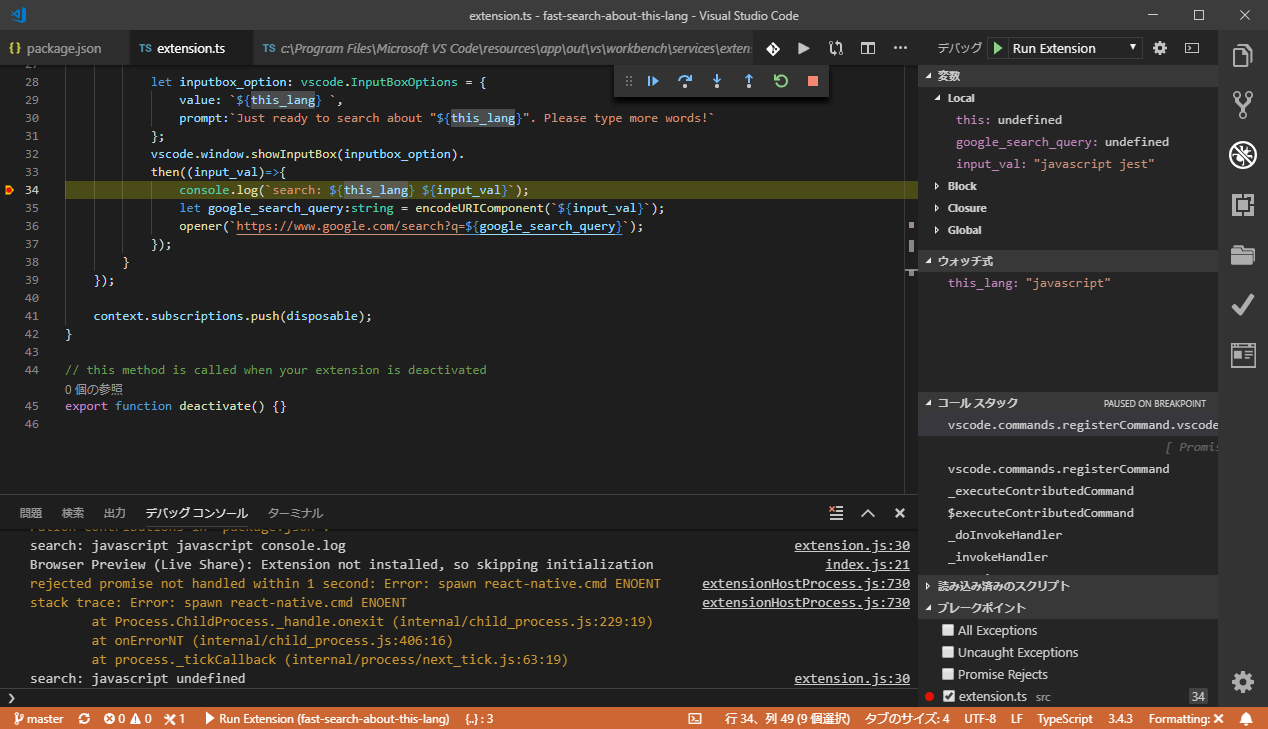 extension.ts - fast-search-about-this-lang - Visual Studio Code
{} package.json
TS extension.ts
TS c:\Program Files\Microsoft VS Code\resources\app\out\vs\workbench\services\exten
デバッグ Run Extension
28 let inputbox_option: vscode.InputBoxOptions = {
29 value: `${this_lang} `,
30 prompt:`Just ready to search about "${this_lang}". Please type more words!`
31 };
32 vscode.window.showInputBox(inputbox_option).
33 then((input_val)=>{
34 console.log(`search: ${this_lang} ${input_val}`);
35 let google_search_query:string = encodeURIComponent(`${input_val}`);
36 opener(`https://www.google.com/search?q=${google_search_query}`);
37 });
38 }
39 });
40
41 context.subscriptions.push(disposable);
42 }
43
44 // this method is called when your extension is deactivated
0 個の参照
45 export function deactivate() {}
46
変数
Local
this: undefined
google_search_query: undefined
input_val: "javascript jest"
Block
Closure
Global
ウォッチ式
this_lang: "javascript"
コール スタック PAUSED ON BREAKPOINT
vscode.commands.registerCommand.vscode
[ Promis
vscode.commands.registerCommand
_executeContributedCommand
$executeContributedCommand
_doInvokeHandler
_invokeHandler
読み込み済みのスクリプト
ブレークポイント
All Exceptions
Uncaught Exceptions
Promise Rejects
extension.ts src 34
問題 検索 出力 デバッグ コンソール ターミナル
ration contributions in 'package.json'.
search: javascript javascript console.log extension.js:30
Browser Preview (Live Share): Extension not installed, so skipping initialization index.js:21
rejected promise not handled within 1 second: Error: spawn react-native.cmd ENOENT extensionHostProcess.js:730
stack trace: Error: spawn react-native.cmd ENOENT extensionHostProcess.js:730
at Process.ChildProcess._handle.onexit (internal/child_process.js:229:19)
at onErrorNT (internal/child_process.js:406:16)
at process._tickCallback (internal/process/next_tick.js:63:19)
search: javascript undefined extension.js:30
master 0 0 1 Run Extension (fast-search-about-this-lang) {..} : 3 行 34、列 49 (9 個選択) タブのサイズ: 4 UTF-8 LF TypeScript 3.4.3 Formatting: ×